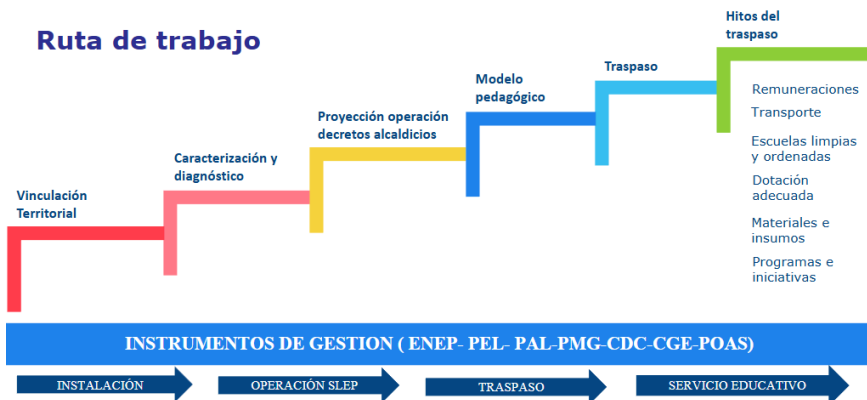 Ruta de trabajo
Vinculación
Territorial
Caracterización y
diagnóstico
Proyección operación
decretos alcaldicios
Modelo
pedagógico
Traspaso
Hitos del
traspaso
Remuneraciones
Transporte
Escuelas limpias
y ordenadas
Dotación
adecuada
Materiales e
insumos
Programas e
iniciativas
INSTRUMENTOS DE GESTION ( ENEP- PEL- PAL-PMG-CDC-CGE-POAS)
INSTALACIÓN
OPERACIÓN SLEP
TRASPASO
SERVICIO EDUCATIVO